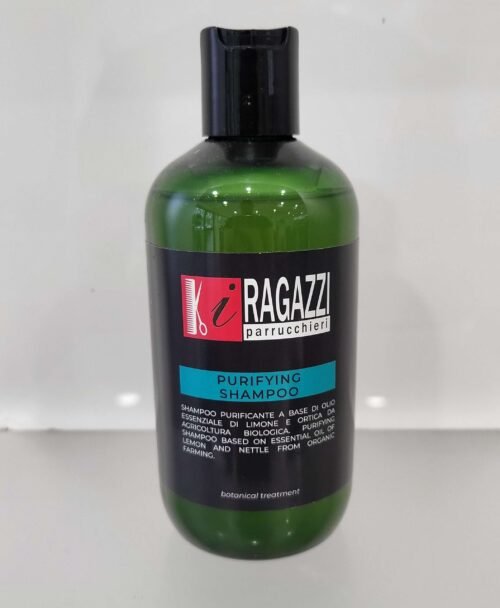 i RAGAZZI
parrucchieri
PURIFYING
SHAMPOO
SHAMPOO PURIFICANTE A BASE DI OLIO
ESSENZIALE DI LIMONE E ORTICA DA
AGRICOLTURA BIOLOGICA. PURIFYING
SHAMPOO BASED ON ESSENTIAL OIL OF
LEMON AND NETTLE FROM ORGANIC
FARMING.
botanical treatment